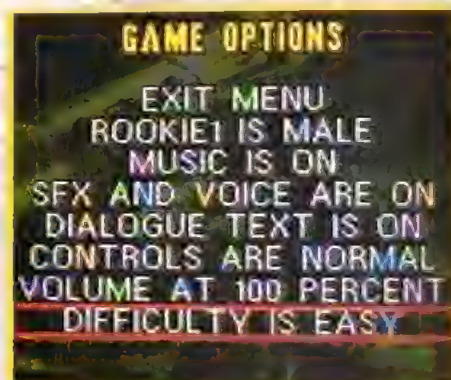 GAME OPTIONS
EXIT MENU
ROOKIE1 IS MALE
MUSIC IS ON
SFX AND VOICE ARE ON
DIALOGUE TEXT IS ON
CONTROLS ARE NORMAL
VOLUME AT 100 PERCENT
DIFFICULTY IS EASY